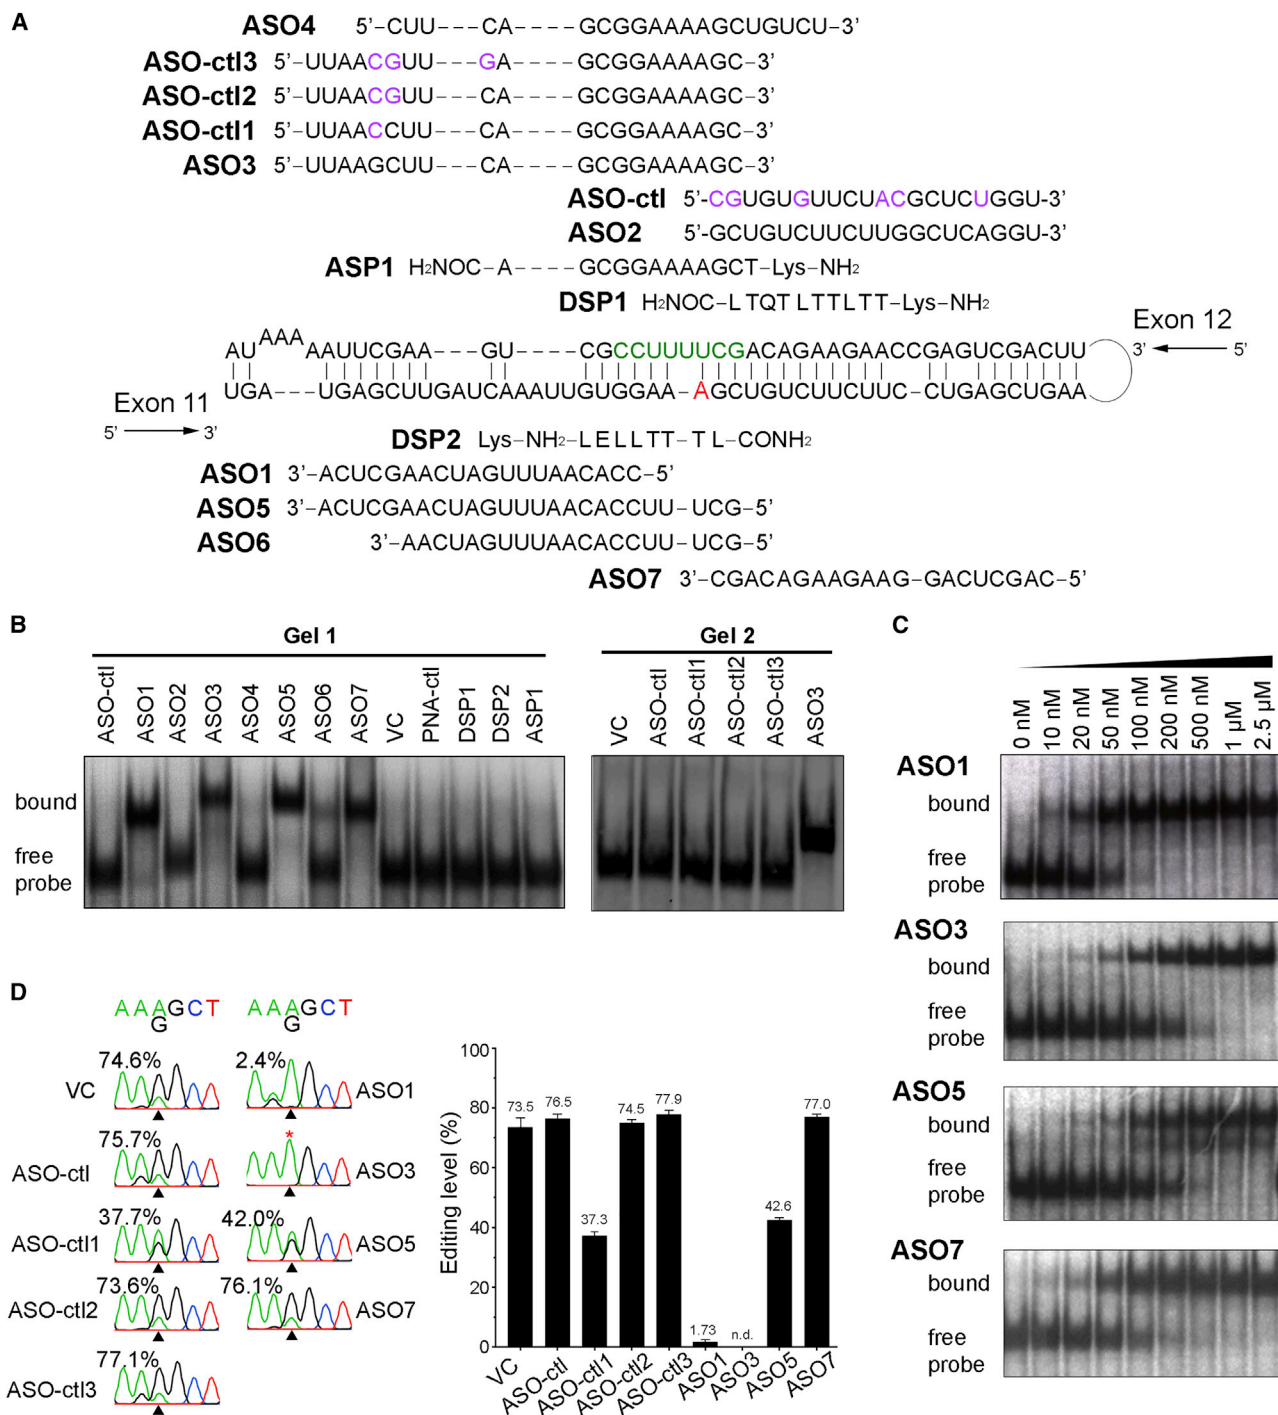 A
ASO4 5'-CUU---CA----GCGGAAAAGCUGUCU-3'
ASO-ctl3 5'-UUAACGUU---GA----GCGGAAAAGC-3'
ASO-ctl2 5'-UUAACGUU---CA----GCGGAAAAGC-3'
ASO-ctl1 5'-UUAACCUU---CA----GCGGAAAAGC-3'
ASO3 5'-UUAAGCUU---CA----GCGGAAAAGC-3'
ASO-ctl 5'-CGUGUGUUCUACGCUCUGGU-3'
ASO2 5'-GCUGUCUUCUUGGCUCAGGU-3'
ASP1 H2NOC-A----GCGGAAAAGCT-Lys-NH2
DSP1 H2NOC-LTQTLTTLTT-Lys-NH2
Exon 12
3' 5'
AUAAAAAUUCGAA---GU----CGCCUUUUCGACAGAAGAACCGAGUCGACUU
UGA---UGAGCUUGAUCAAAUUGUGGAA-AGCUGUCUUCUUC-CUGAGCUGAA
Exon 11
5' 3'
DSP2 Lys-NH2-LELLTT-TL-CONH2
ASO1 3'-ACUCGAACUAGUUUAACACC-5'
ASO5 3'-ACUCGAACUAGUUUAACACCUU-UCG-5'
ASO6 3'-AACUAGUUUAACACCUU-UCG-5'
ASO7 3'-CGACAGAAGAAG-GACUCGAC-5'
B
Gel 1
ASO-ctl ASO1 ASO2 ASO3 ASO4 ASO5 ASO6 ASO7 VC PNA-ctl DSP1 DSP2 ASP1
bound
free
probe
Gel 2
VC ASO-ctl ASO-ctl1 ASO-ctl2 ASO-ctl3 ASO3
C
0 nM 10 nM 20 nM 50 nM 100 nM 200 nM 500 nM 1 µM 2.5 µM
ASO1
bound
free
probe
ASO3
bound
free
probe
ASO5
bound
free
probe
ASO7
bound
free
probe
D
AAAGCT AAAGCT
G G
VC 74.6% 2.4% ASO1
ASO-ctl 75.7% * ASO3
ASO-ctl1 37.7% 42.0% ASO5
ASO-ctl2 73.6% 76.1% ASO7
ASO-ctl3 77.1%
Editing level (%)
100
80
60
40
20
0
73.5 76.5 37.3 74.5 77.9 1.73 n.d. 42.6 77.0
VC ASO-ctl ASO-ctl1 ASO-ctl2 ASO-ctl3 ASO1 ASO3 ASO5 ASO7